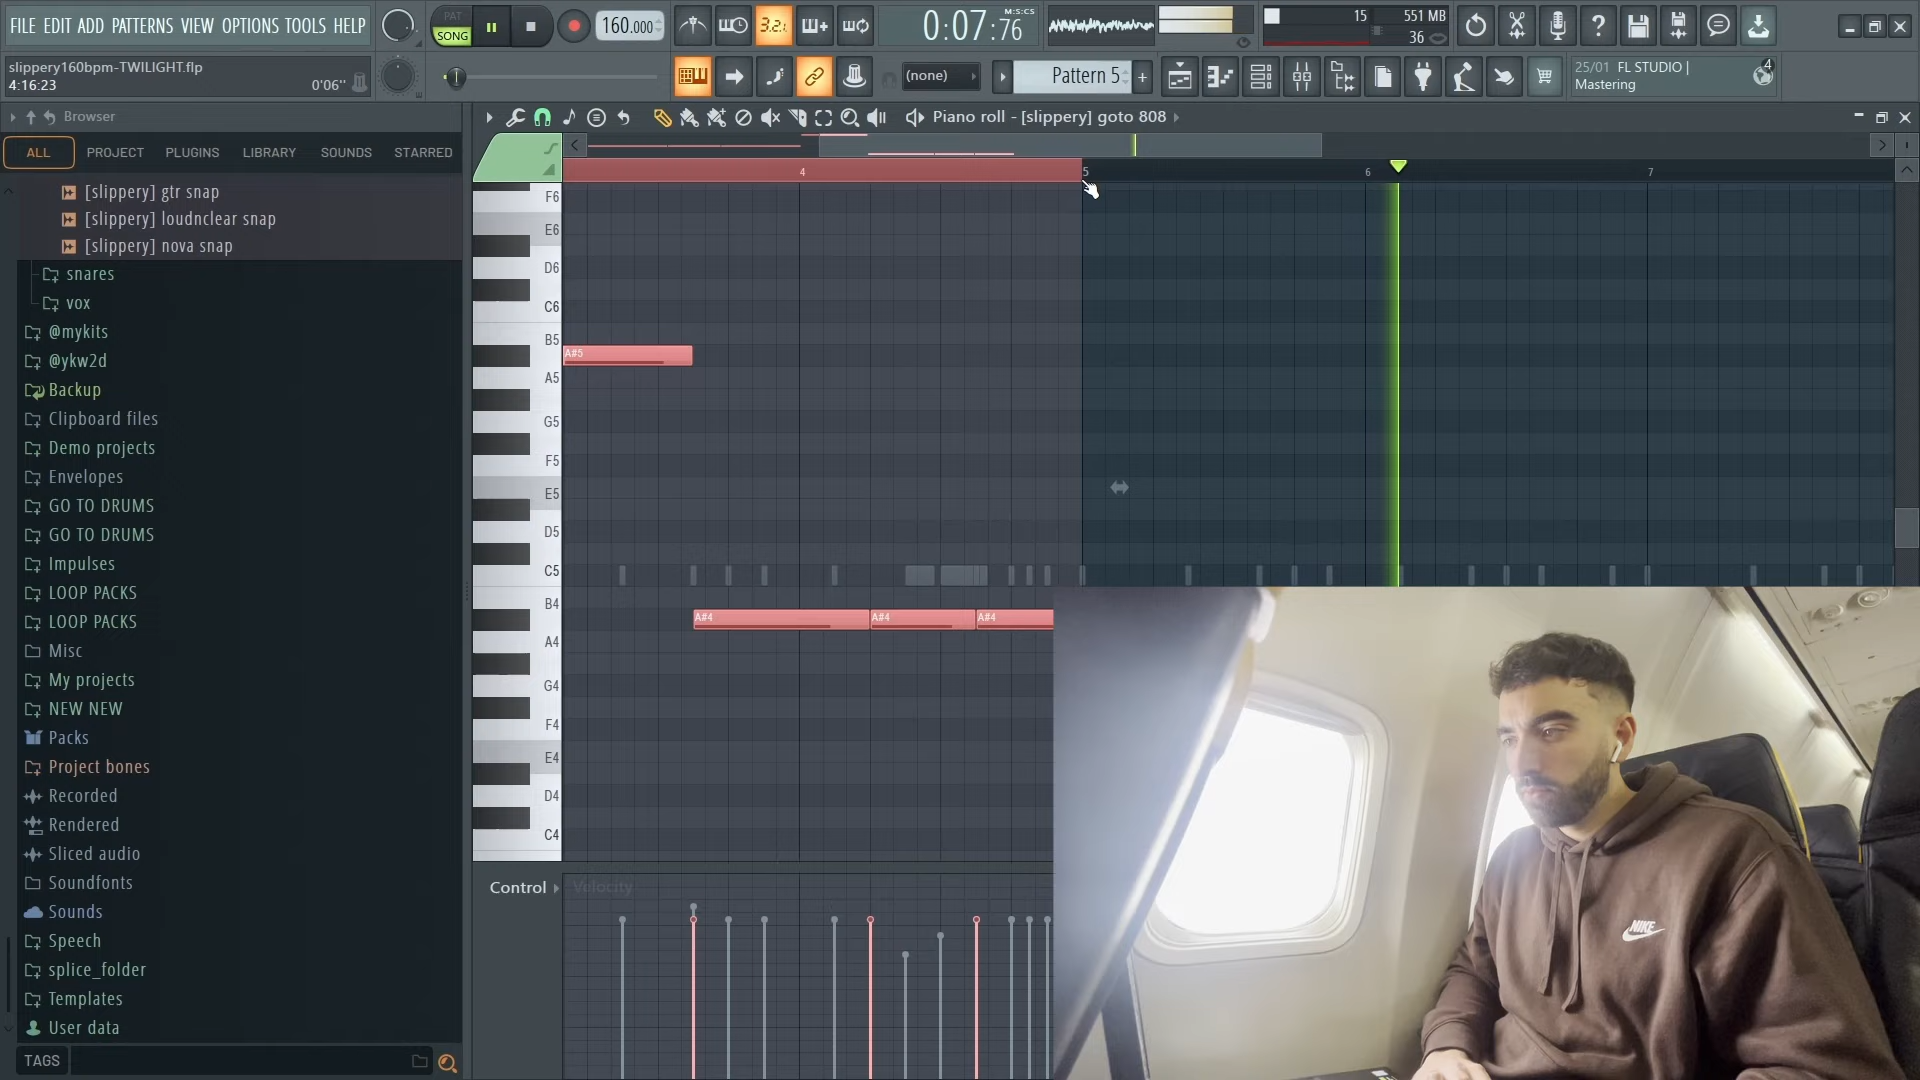 FILE EDIT ADD PATTERNS VIEW OPTIONS TOOLS HELP
PAT
SONG
160.000
3.2.1
0:07:76
M:S:CS
15
551 MB
36
slippery160bpm-TWILIGHT.flp
4:16:23
0'06"
(none)
Pattern 5
25/01 FL STUDIO |
Mastering
4
Browser
Piano roll - [slippery] goto 808
ALL
PROJECT
PLUGINS
LIBRARY
SOUNDS
STARRED
[slippery] gtr snap
[slippery] loudnclear snap
[slippery] nova snap
snares
vox
@mykits
@ykw2d
Backup
Clipboard files
Demo projects
Envelopes
GO TO DRUMS
GO TO DRUMS
Impulses
LOOP PACKS
LOOP PACKS
Misc
My projects
NEW NEW
Packs
Project bones
Recorded
Rendered
Sliced audio
Soundfonts
Sounds
Speech
splice_folder
Templates
User data
TAGS
4
5
6
7
F6
E6
D6
C6
B5
A5
G5
F5
E5
D5
C5
B4
A4
G4
F4
E4
D4
C4
A#5
A#4
A#4
A#4
Control
Velocity
NIKE